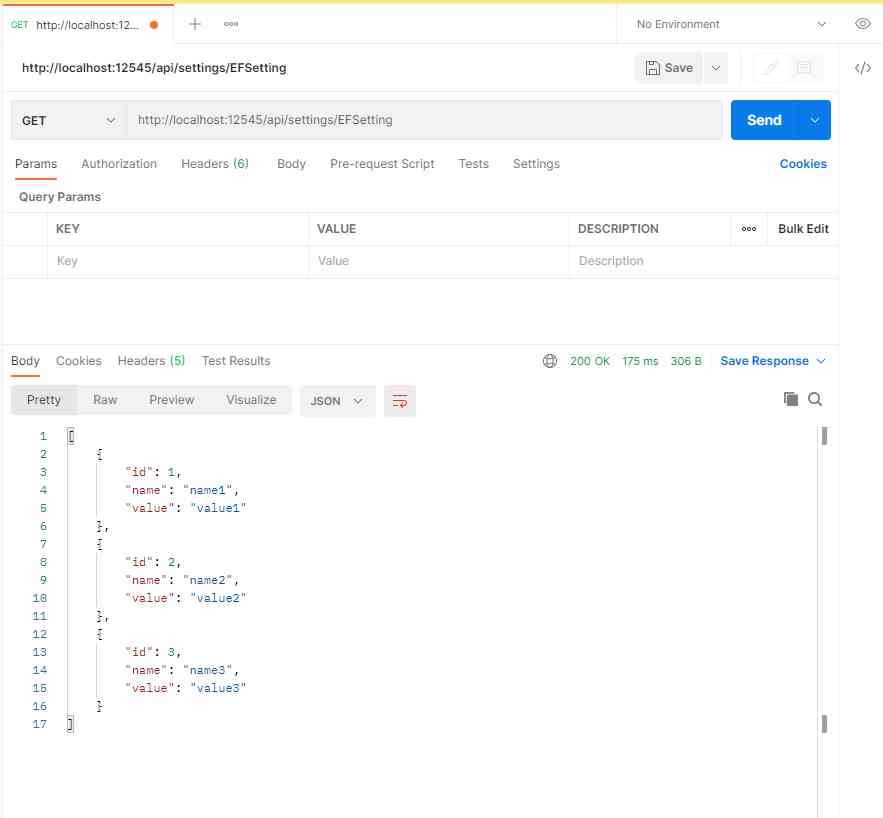 GET http://localhost:12... No Environment
http://localhost:12545/api/settings/EFSetting Save
GET http://localhost:12545/api/settings/EFSetting Send
Params Authorization Headers (6) Body Pre-request Script Tests Settings Cookies
Query Params
KEY VALUE DESCRIPTION Bulk Edit
Key Value Description
Body Cookies Headers (5) Test Results 200 OK 175 ms 306 B Save Response
Pretty Raw Preview Visualize JSON
1 [
2 {
3 "id": 1,
4 "name": "name1",
5 "value": "value1"
6 },
7 {
8 "id": 2,
9 "name": "name2",
10 "value": "value2"
11 },
12 {
13 "id": 3,
14 "name": "name3",
15 "value": "value3"
16 }
17 ]